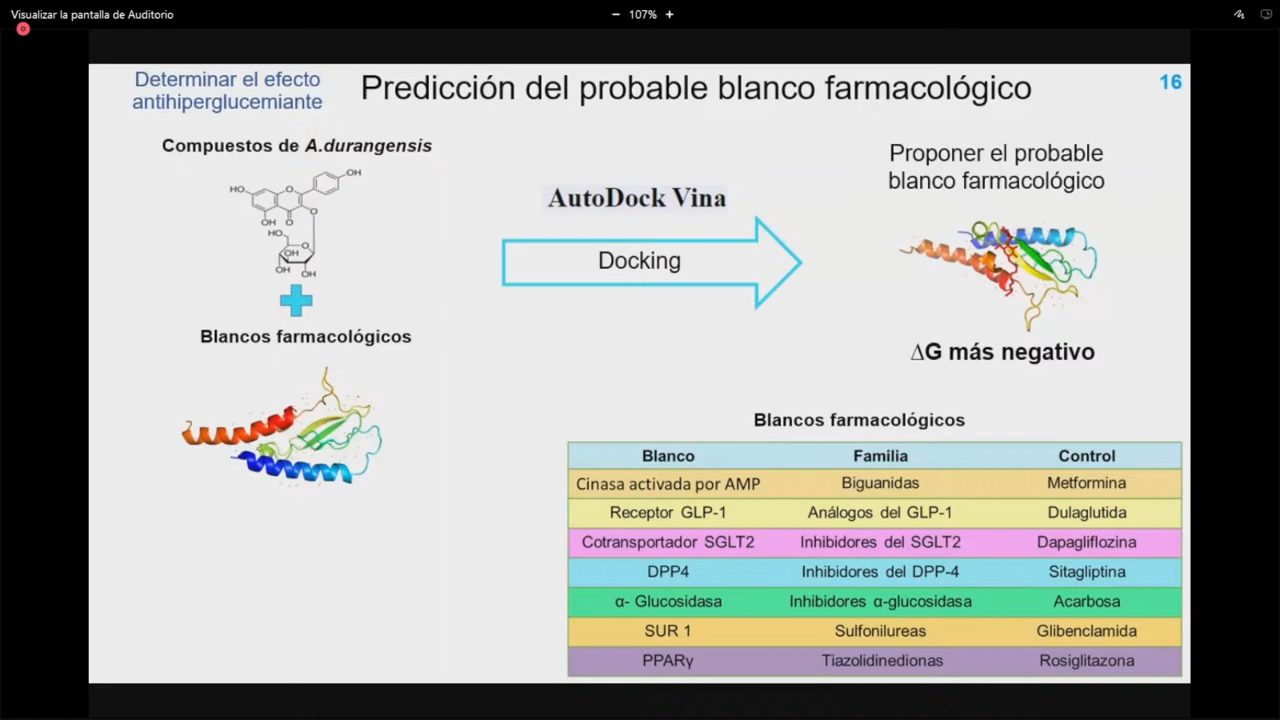 Visualizar la pantalla de Auditorio
− 107% +
Determinar el efecto
antihiperglucemiante
Predicción del probable blanco farmacológico
16
Compuestos de A.durangensis
OH
HO
O
O
OH
O
HO
O
OH
OH
OH
Blancos farmacológicos
AutoDock Vina
Docking
Proponer el probable
blanco farmacológico
∆G más negativo
Blancos farmacológicos
Blanco Familia Control
Cinasa activada por AMP Biguanidas Metformina
Receptor GLP-1 Análogos del GLP-1 Dulaglutida
Cotransportador SGLT2 Inhibidores del SGLT2 Dapagliflozina
DPP4 Inhibidores del DPP-4 Sitagliptina
α- Glucosidasa Inhibidores α-glucosidasa Acarbosa
SUR 1 Sulfonilureas Glibenclamida
PPARγ Tiazolidinedionas Rosiglitazona